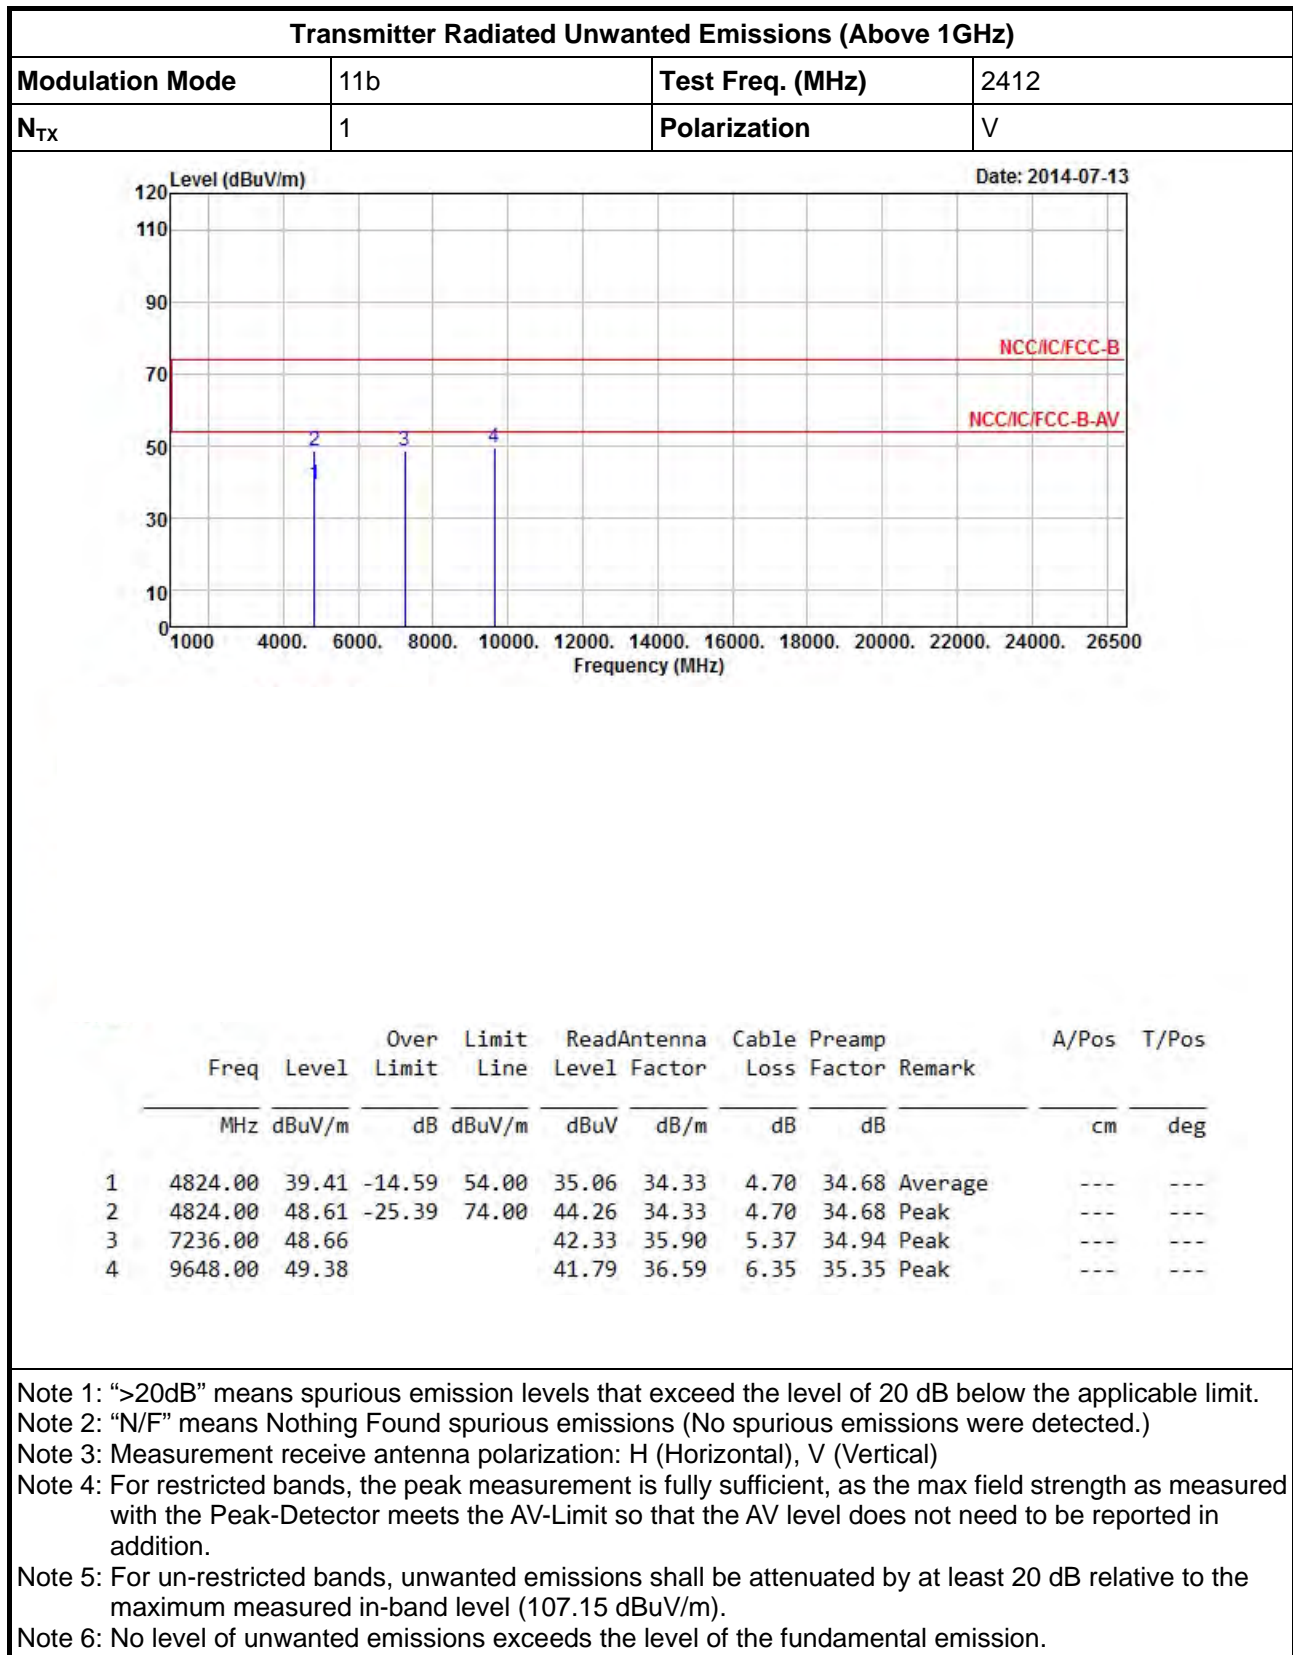 Transmitter Radiated Unwanted Emissions (Above 1GHz)
Modulation Mode 11b Test Freq. (MHz) 2412
NTX 1 Polarization V
Level (dBuV/m) Date: 2014-07-13
120
110
90
NCC/IC/FCC-B
70
NCC/IC/FCC-B-AV
2 3 4
50
1
30
10
0
1000 4000. 6000. 8000. 10000. 12000. 14000. 16000. 18000. 20000. 22000. 24000. 26500
Frequency (MHz)
Over Limit ReadAntenna Cable Preamp A/Pos T/Pos
Freq Level Limit Line Level Factor Loss Factor Remark
MHz dBuV/m dB dBuV/m dBuV dB/m dB dB cm deg
1 4824.00 39.41 -14.59 54.00 35.06 34.33 4.70 34.68 Average --- ---
2 4824.00 48.61 -25.39 74.00 44.26 34.33 4.70 34.68 Peak --- ---
3 7236.00 48.66 42.33 35.90 5.37 34.94 Peak --- ---
4 9648.00 49.38 41.79 36.59 6.35 35.35 Peak --- ---
Note 1: “>20dB” means spurious emission levels that exceed the level of 20 dB below the applicable limit.
Note 2: “N/F” means Nothing Found spurious emissions (No spurious emissions were detected.)
Note 3: Measurement receive antenna polarization: H (Horizontal), V (Vertical)
Note 4: For restricted bands, the peak measurement is fully sufficient, as the max field strength as measured
with the Peak-Detector meets the AV-Limit so that the AV level does not need to be reported in
addition.
Note 5: For un-restricted bands, unwanted emissions shall be attenuated by at least 20 dB relative to the
maximum measured in-band level (107.15 dBuV/m).
Note 6: No level of unwanted emissions exceeds the level of the fundamental emission.